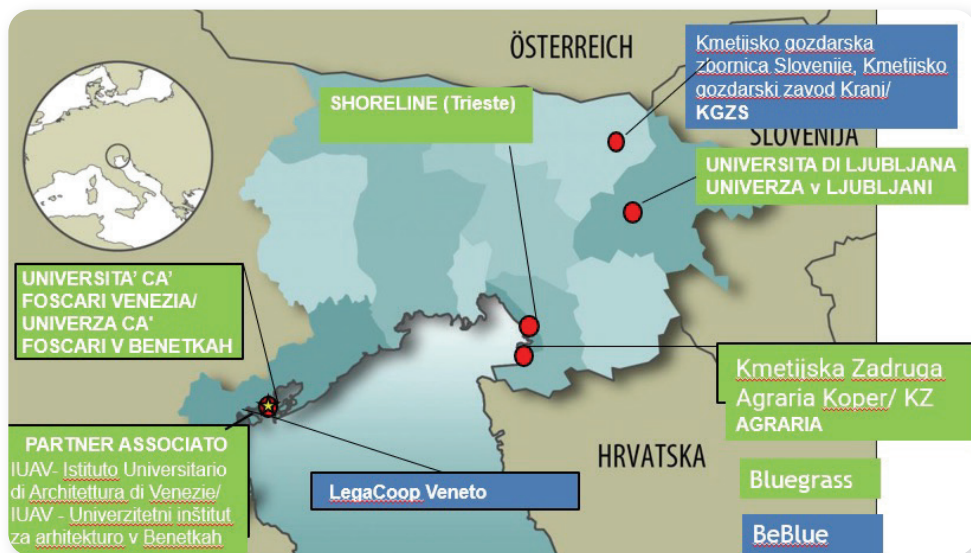 ÖSTERREICH
Kmetijsko gozdarska
zbornica Slovenije, Kmetijsko
gozdarski zavod Kranj/
KGZS
SHORELINE (Trieste)
SLOVENIJA
UNIVERSITA DI LJUBLJANA
UNIVERZA v LJUBLJANI
UNIVERSITA' CA'
FOSCARI VENEZIA/
UNIVERZA CA'
FOSCARI V BENETKAH
Kmetijska Zadruga
Agraria Koper/ KZ
AGRARIA
PARTNER ASSOCIATO
IUAV- Istituto Universitario
di Architettura di Venezie/
IUAV - Univerzitetni inštitut
za arhitekturo v Benetkah
LegaCoop Veneto
HRVATSKA
Bluegrass
BeBlue